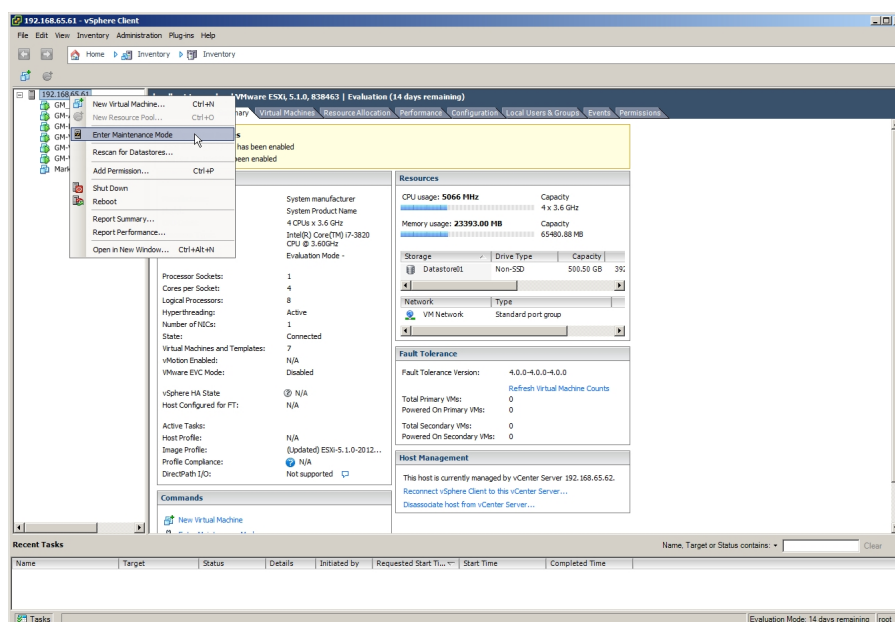 192.168.65.61 - vSphere Client
File Edit View Inventory Administration Plug-ins Help
Home Inventory Inventory
192.168.65.61
VMware ESXi, 5.1.0, 838463 | Evaluation (14 days remaining)
Virtual Machines Resource Allocation Performance Configuration Local Users & Groups Events Permissions
New Virtual Machine... Ctrl+N
New Resource Pool... Ctrl+O
Enter Maintenance Mode
Rescan for Datastores...
Add Permission... Ctrl+P
Shut Down
Reboot
Report Summary...
Report Performance...
Open in New Window... Ctrl+Alt+N
has been enabled
been enabled
System manufacturer
System Product Name
4 CPUs x 3.6 GHz
Intel(R) Core(TM) i7-3820
CPU @ 3.60GHz
Evaluation Mode -
Processor Sockets: 1
Cores per Socket: 4
Logical Processors: 8
Hyperthreading: Active
Number of NICs: 1
State: Connected
Virtual Machines and Templates: 7
vMotion Enabled: N/A
VMware EVC Mode: Disabled
vSphere HA State N/A
Host Configured for FT: N/A
Active Tasks:
Host Profile: N/A
Image Profile: (Updated) ESXi-5.1.0-2012...
Profile Compliance: N/A
DirectPath I/O: Not supported
Commands
New Virtual Machine
Resources
CPU usage: 5066 MHz Capacity
4 x 3.6 GHz
Memory usage: 23393.00 MB Capacity
65480.88 MB
Storage Drive Type Capacity
Datastore01 Non-SSD 500.50 GB 392
Network Type
VM Network Standard port group
Fault Tolerance
Fault Tolerance Version: 4.0.0-4.0.0-4.0.0
Refresh Virtual Machine Counts
Total Primary VMs: 0
Powered On Primary VMs: 0
Total Secondary VMs: 0
Powered On Secondary VMs: 0
Host Management
This host is currently managed by vCenter Server 192.168.65.62.
Reconnect vSphere Client to this vCenter Server...
Disassociate host from vCenter Server...
Recent Tasks
Name, Target or Status contains: Clear
Name Target Status Details Initiated by Requested Start Ti... Start Time Completed Time
Tasks
Evaluation Mode: 14 days remaining root